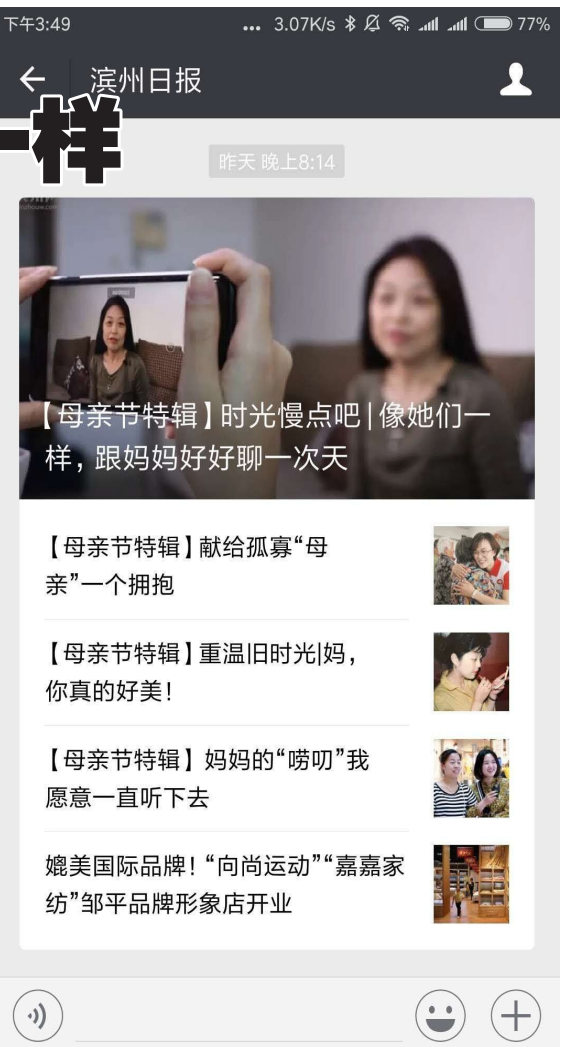 下午3:49
... 3.07K/s 77%
滨州日报
一样
昨天 晚上8:14
【母亲节特辑】时光慢点吧|像她们一
样，跟妈妈好好聊一次天
【母亲节特辑】献给孤寡“母
亲”一个拥抱
【母亲节特辑】重温旧时光|妈，
你真的好美！
【母亲节特辑】妈妈的“唠叨”我
愿意一直听下去
媲美国际品牌！“向尚运动”“嘉嘉家
纺”邹平品牌形象店开业